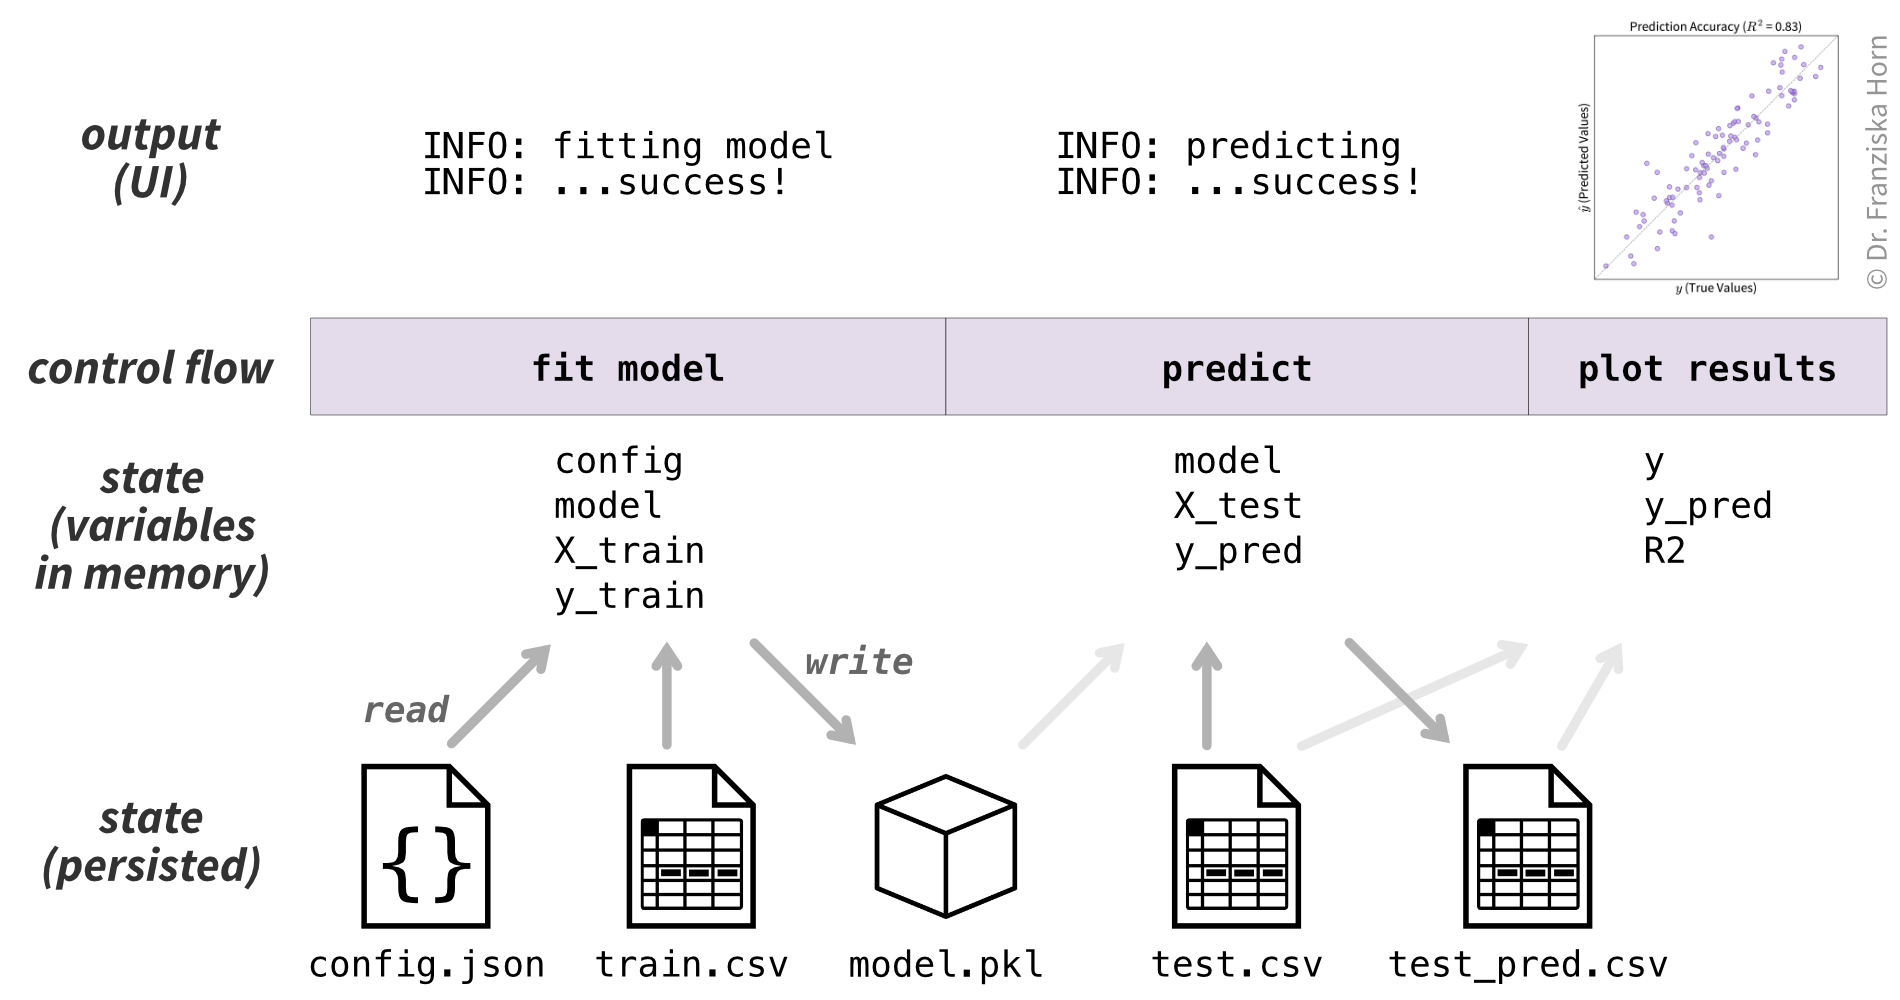 Prediction Accuracy (R² = 0.83)
ŷ (Predicted Values)
y (True Values)
© Dr. Franziska Horn
output
(UI)
INFO: fitting model
INFO: ...success!
INFO: predicting
INFO: ...success!
control flow
fit model
predict
plot results
state
(variables
in memory)
config
model
X_train
y_train
model
X_test
y_pred
y
y_pred
R2
read
write
state
(persisted)
{}
config.json
train.csv
model.pkl
test.csv
test_pred.csv